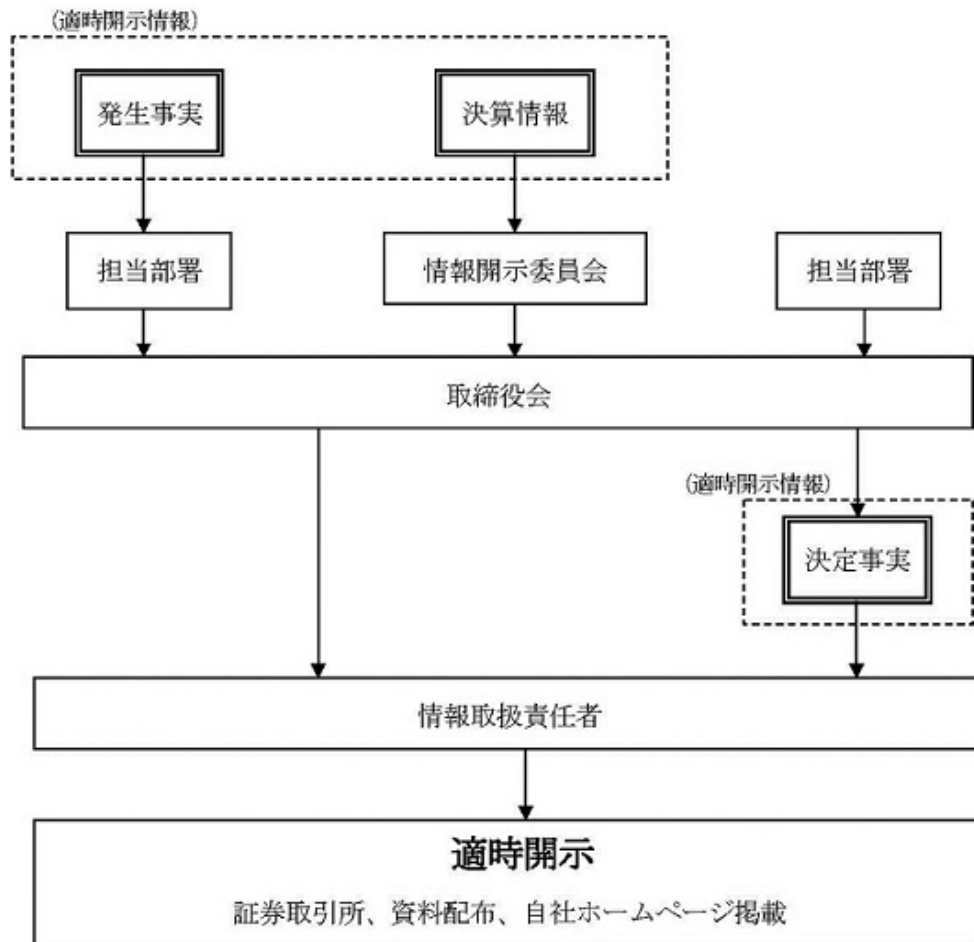 (適時開示情報)
発生事実
決算情報
担当部署
情報開示委員会
担当部署
取締役会
(適時開示情報)
決定事実
情報取扱責任者
適時開示
証券取引所、資料配布、自社ホームページ掲載